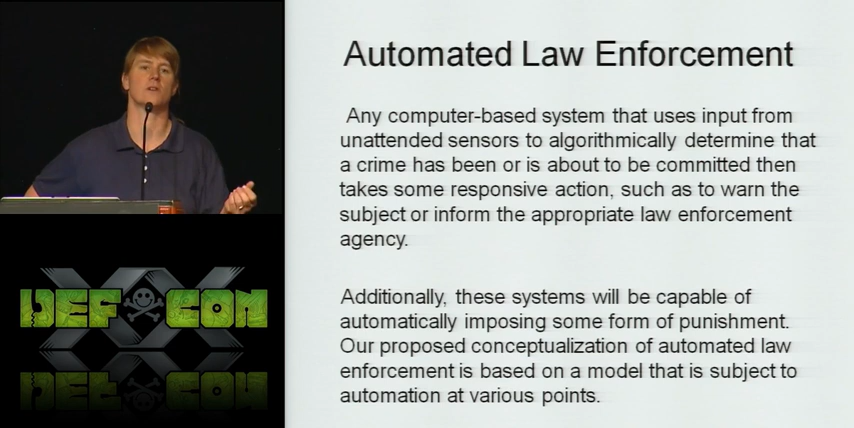 Automated Law Enforcement
Any computer-based system that uses input from
unattended sensors to algorithmically determine that
a crime has been or is about to be committed then
takes some responsive action, such as to warn the
subject or inform the appropriate law enforcement
agency.
Additionally, these systems will be capable of
automatically imposing some form of punishment.
Our proposed conceptualization of automated law
enforcement is based on a model that is subject to
automation at various points.
XX
DEF CON